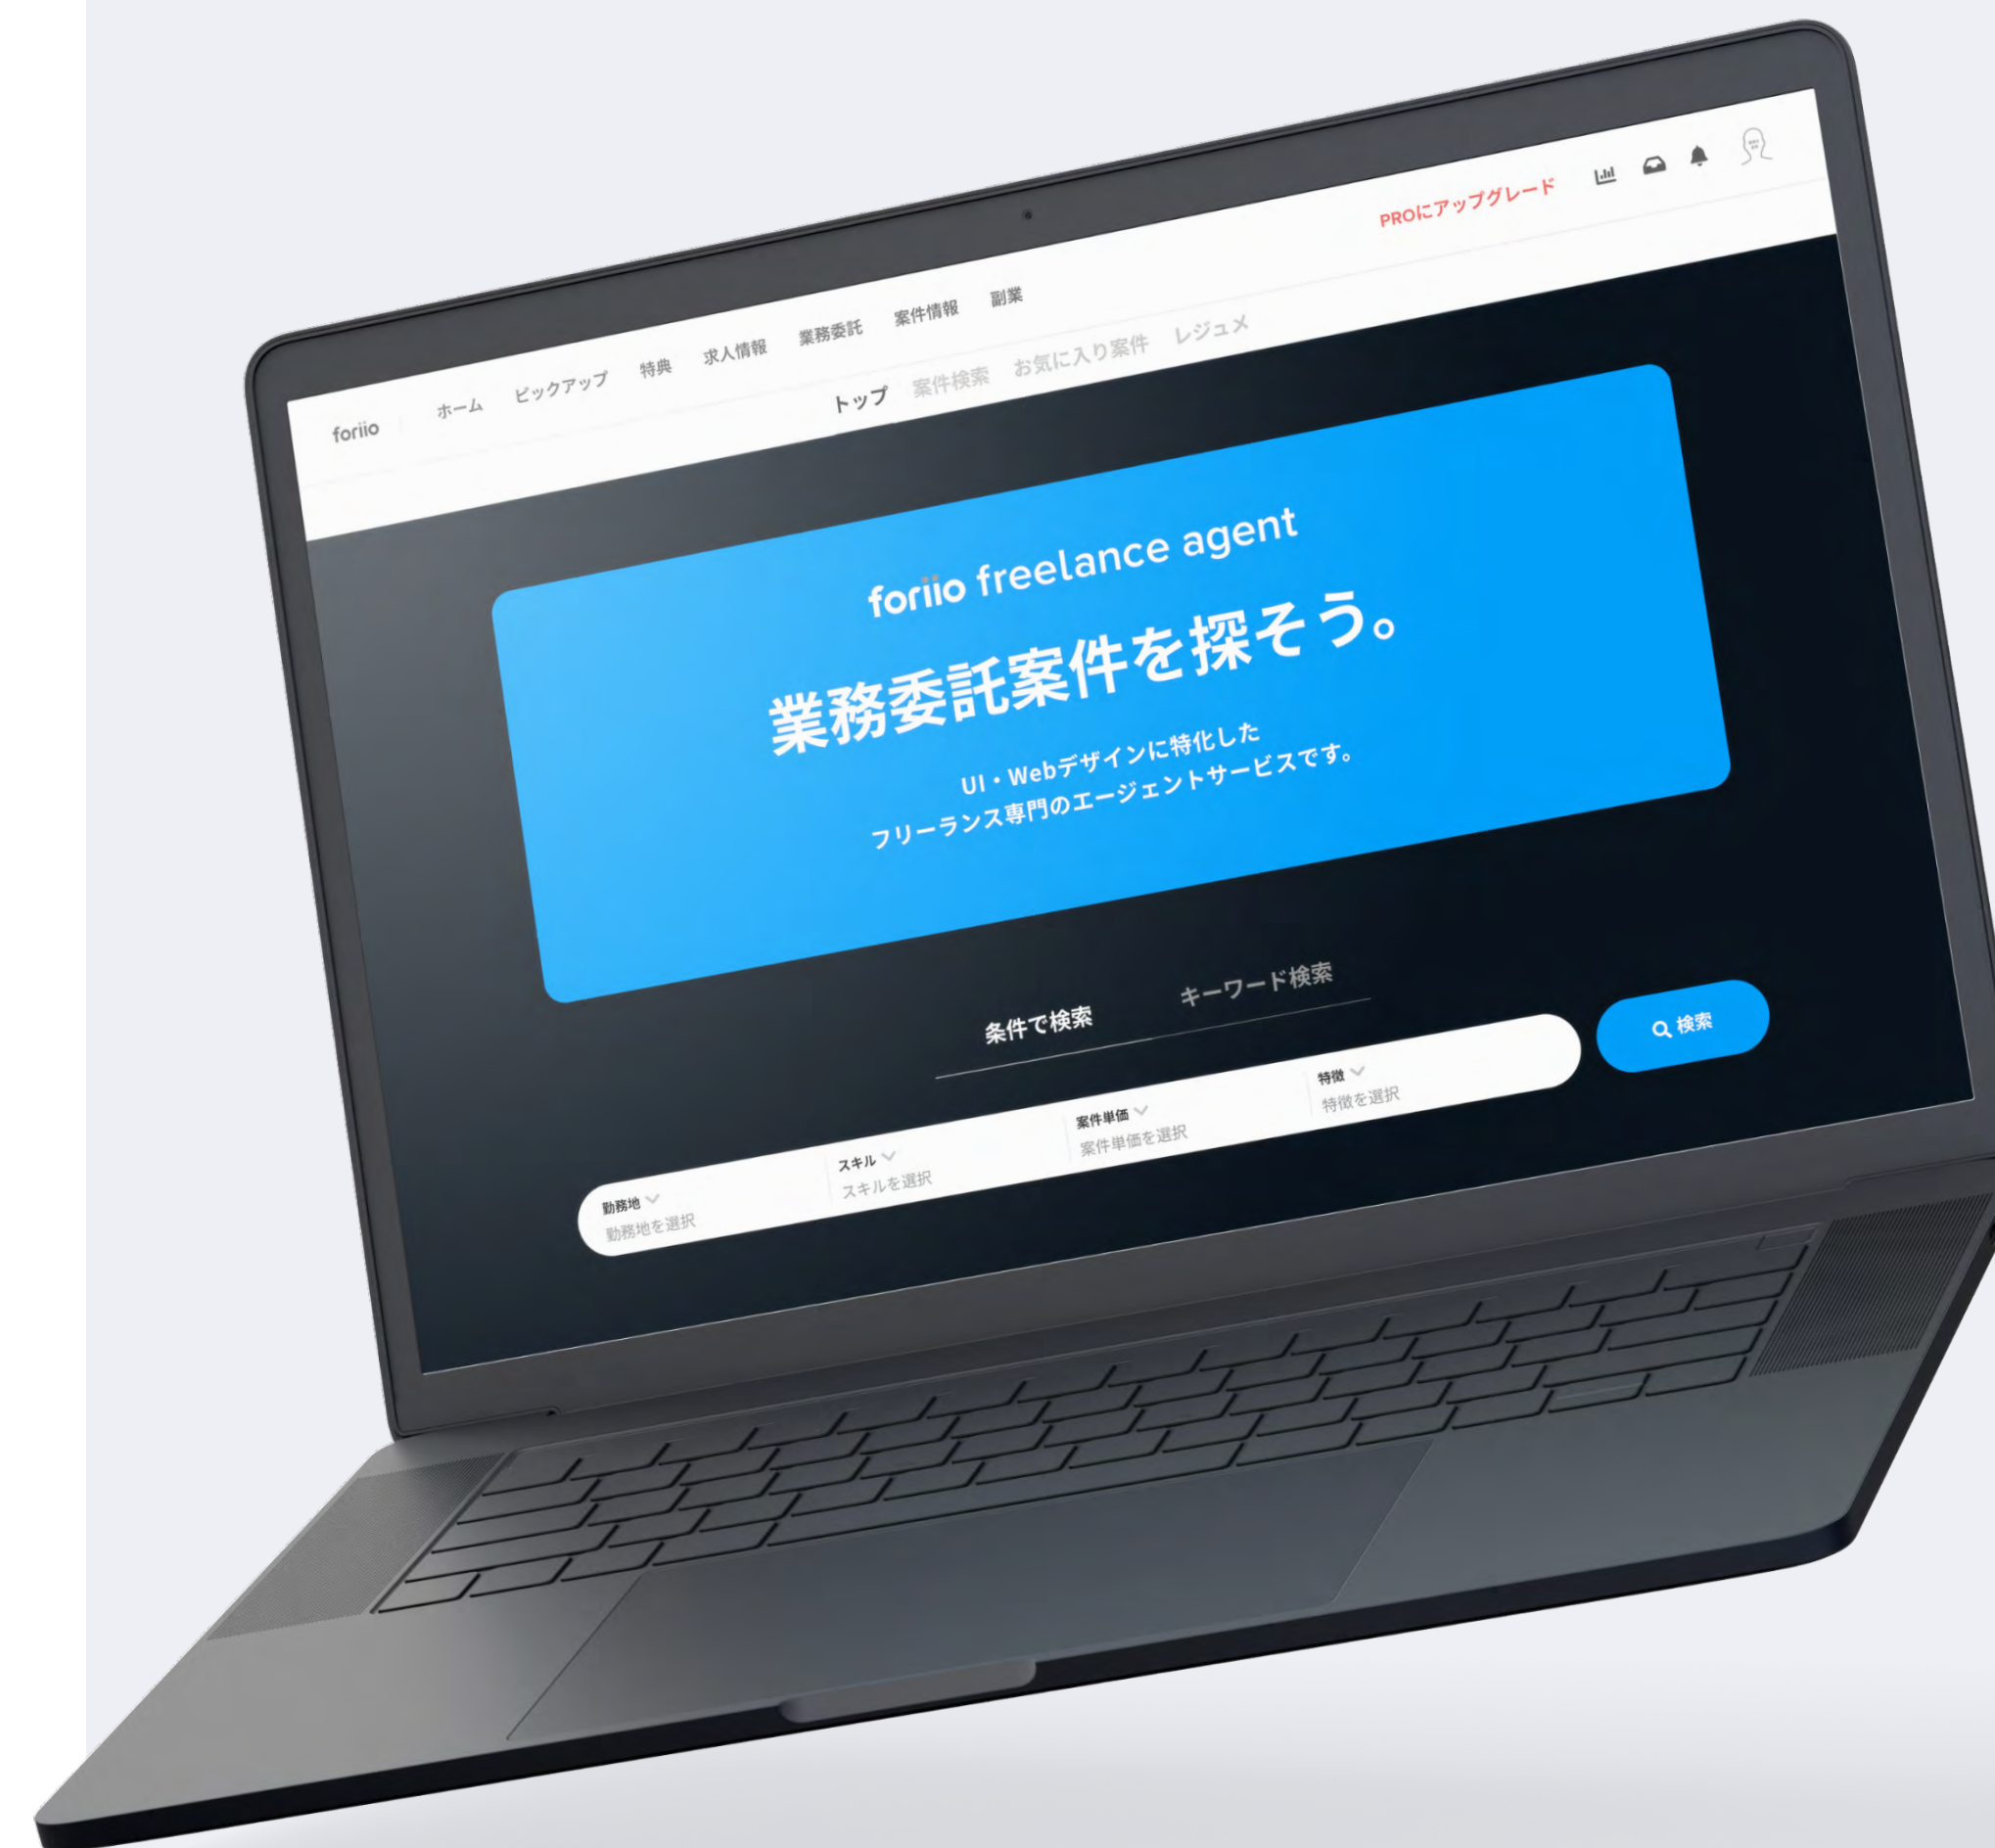 foriio ホーム ピックアップ 特典 求人情報 業務委託 案件情報 副業 PROにアップグレード
トップ 案件検索 お気に入り案件 レジュメ
foriio freelance agent
業務委託案件を探そう。
UI・Webデザインに特化した
フリーランス専門のエージェントサービスです。
条件で検索 キーワード検索
勤務地 スキル 案件単価 特徴
勤務地を選択 スキルを選択 案件単価を選択 特徴を選択
検索